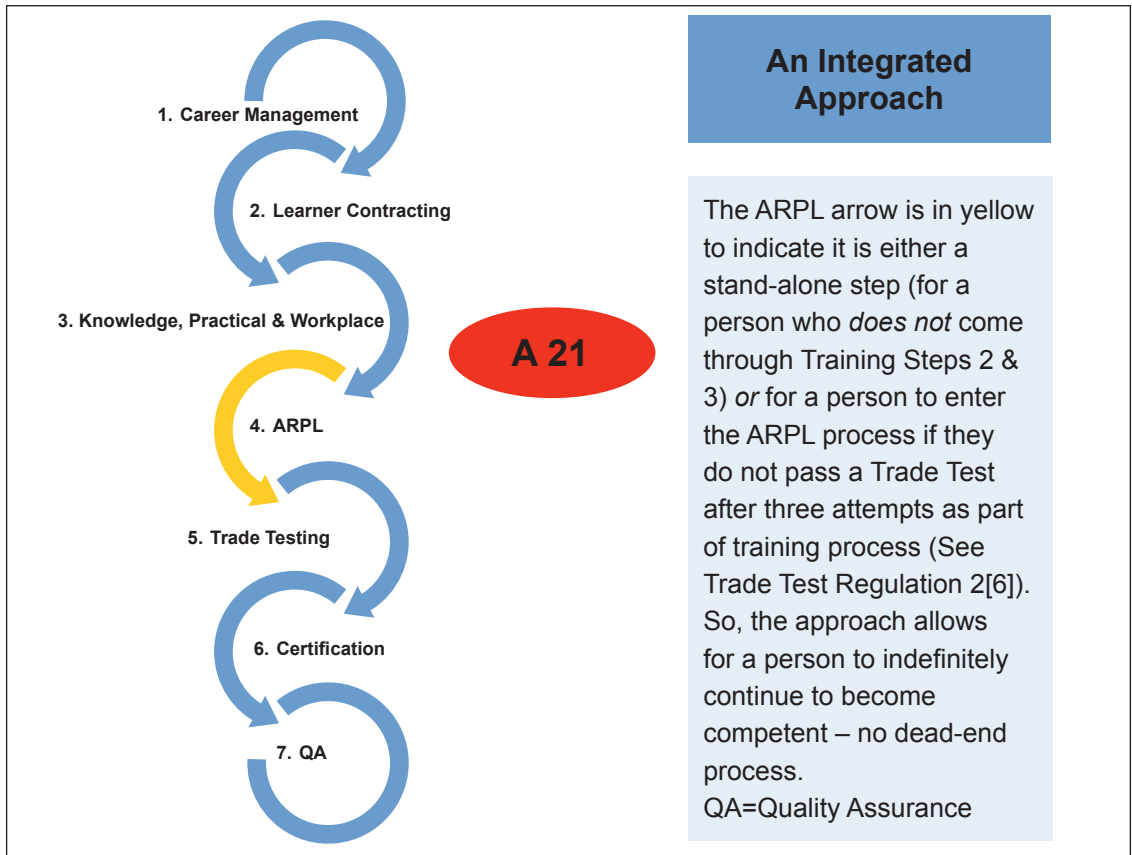 1. Career Management
2. Learner Contracting
3. Knowledge, Practical & Workplace
4. ARPL
5. Trade Testing
6. Certification
7. QA
A 21
An Integrated
Approach
The ARPL arrow is in yellow
to indicate it is either a
stand-alone step (for a
person who does not come
through Training Steps 2 &
3) or for a person to enter
the ARPL process if they
do not pass a Trade Test
after three attempts as part
of training process (See
Trade Test Regulation 2[6]).
So, the approach allows
for a person to indefinitely
continue to become
competent – no dead-end
process.
QA=Quality Assurance